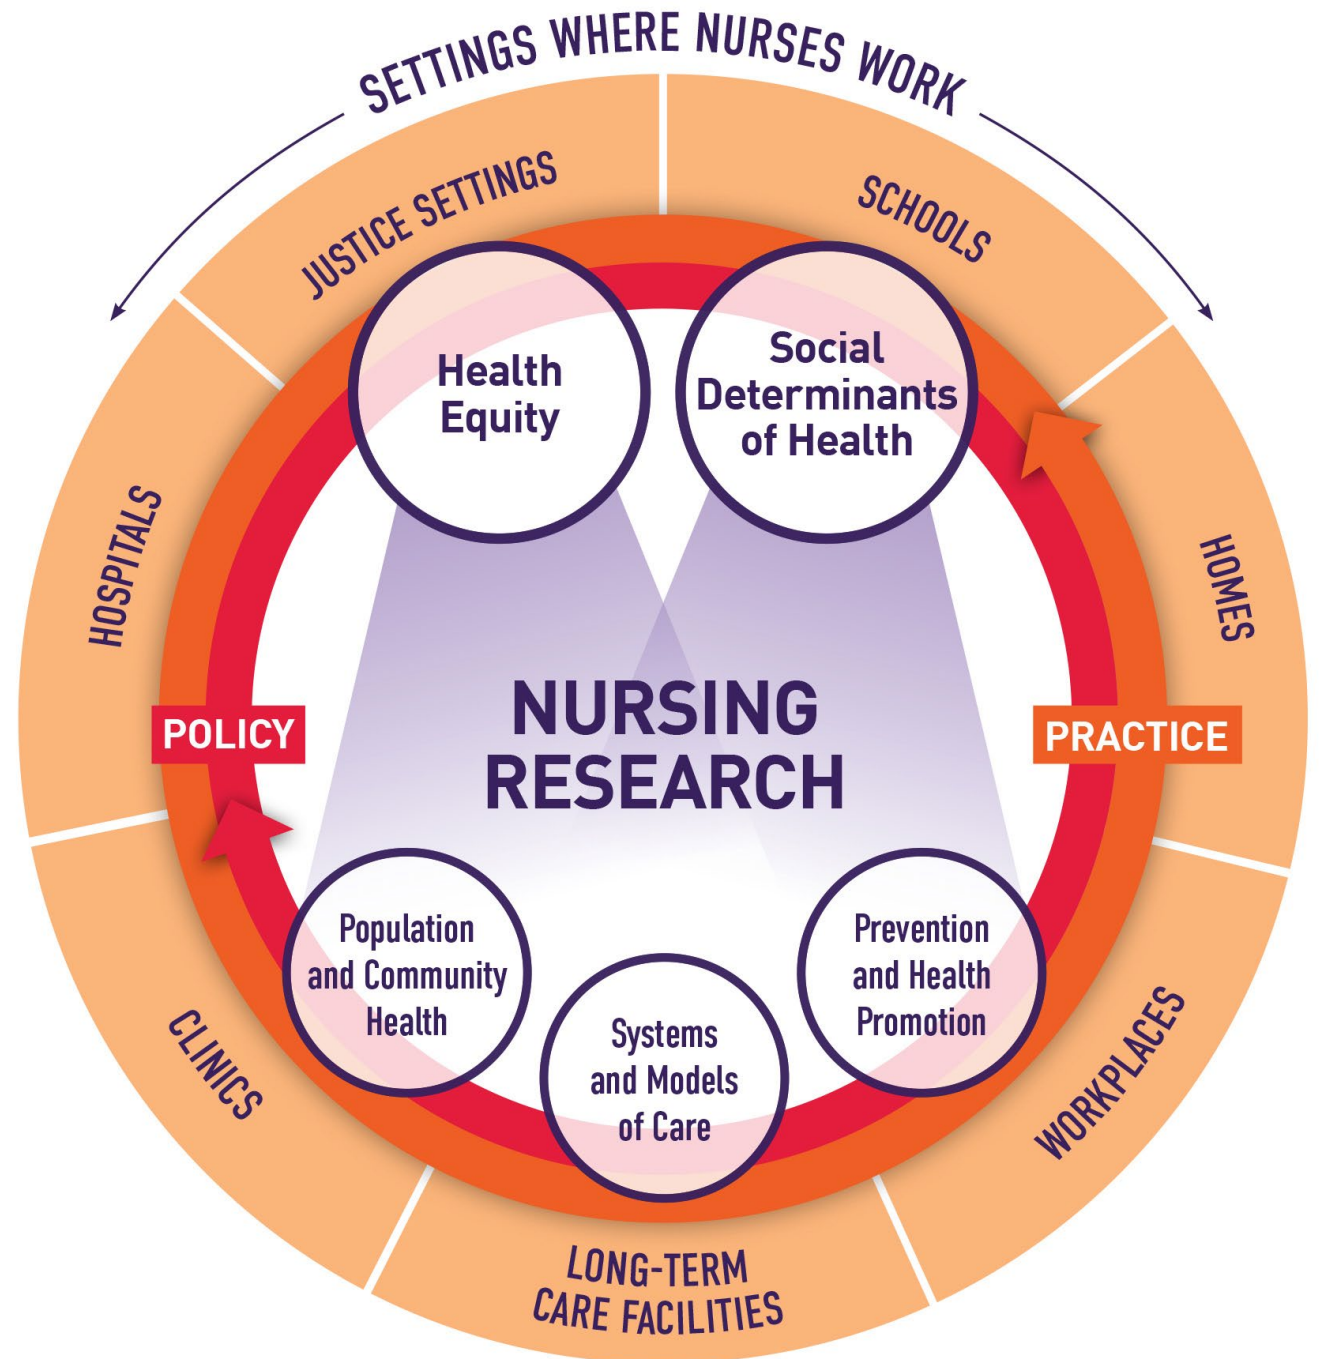 SETTINGS WHERE NURSES WORK
JUSTICE SETTINGS
SCHOOLS
HOSPITALS
HOMES
CLINICS
WORKPLACES
LONG-TERM
CARE FACILITIES
Health
Equity
Social
Determinants
of Health
POLICY
NURSING
RESEARCH
PRACTICE
Population
and Community
Health
Systems
and Models
of Care
Prevention
and Health
Promotion